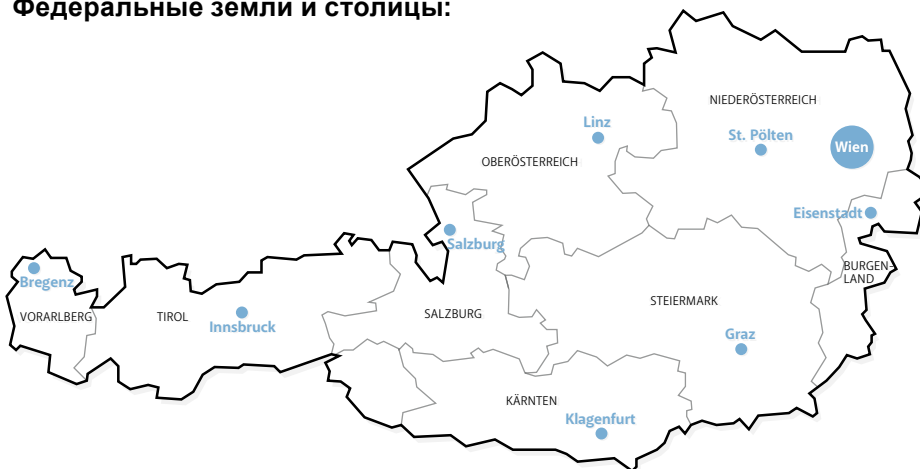 Федеральные земли и столицы:
NIEDERÖSTERREICH
Linz
St. Pölten
Wien
OBERÖSTERREICH
Eisenstadt
Salzburg
BURGEN-
LAND
Bregenz
STEIERMARK
VORARLBERG
TIROL
SALZBURG
Innsbruck
Graz
KÄRNTEN
Klagenfurt